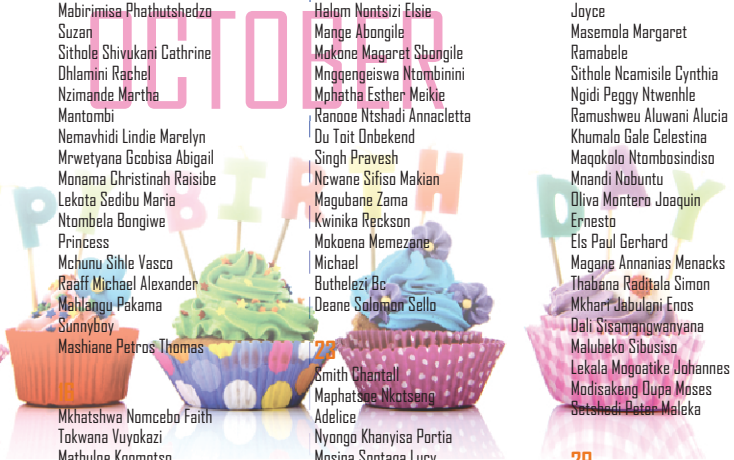 OCTOBER
Mabirimisa Phathutshedzo
Suzan
Sithole Shivukani Cathrine
Dhlamini Rachel
Nzimande Martha
Mantombi
Nemavhidi Lindie Marelyn
Mrwetyana Gcobisa Abigail
Monama Christinah Raisibe
Lekota Sedibu Maria
Ntombela Bongiwe
Princess
Mchunu Sihle Vasco
Raaff Michael Alexander
Mahlangu Pakama
Sunnyboy
Mashiane Petros Thomas
Mkhatshwa Nomcebo Faith
Tokwana Vuyokazi
Halom Nontsizi Elsie
Mange Abongile
Mokone Magaret Sbongile
Mngqengeiswa Ntombinini
Mphatha Esther Meikie
Ranooe Ntshadi Annacletta
Du Toit Onbekend
Singh Pravesh
Ncwane Sifiso Makian
Magubane Zama
Kwinika Reckson
Mokoena Memezane
Michael
Buthelezi Bc
Deane Solomon Sello
23
Smith Chantall
Maphatsoe Nkotseng
Adelice
Nyongo Khanyisa Portia
Mosina Sontaga Lucy
Joyce
Masemola Margaret
Ramabele
Sithole Ncamisile Cynthia
Ngidi Peggy Ntwenhle
Ramushweu Aluwani Alucia
Khumalo Gale Celestina
Maqokolo Ntombosindiso
Mnandi Nobuntu
Oliva Montero Joaquin
Ernesto
Els Paul Gerhard
Magane Annanias Menacks
Thabana Raditala Simon
Mkhari Jabulani Enos
Dali Sisamangwanyana
Malubeko Sibusiso
Lekala Mogoatike Johannes
Modisakeng Oupa Moses
Setshedi Peter Maleka
P T BIRTH DAY